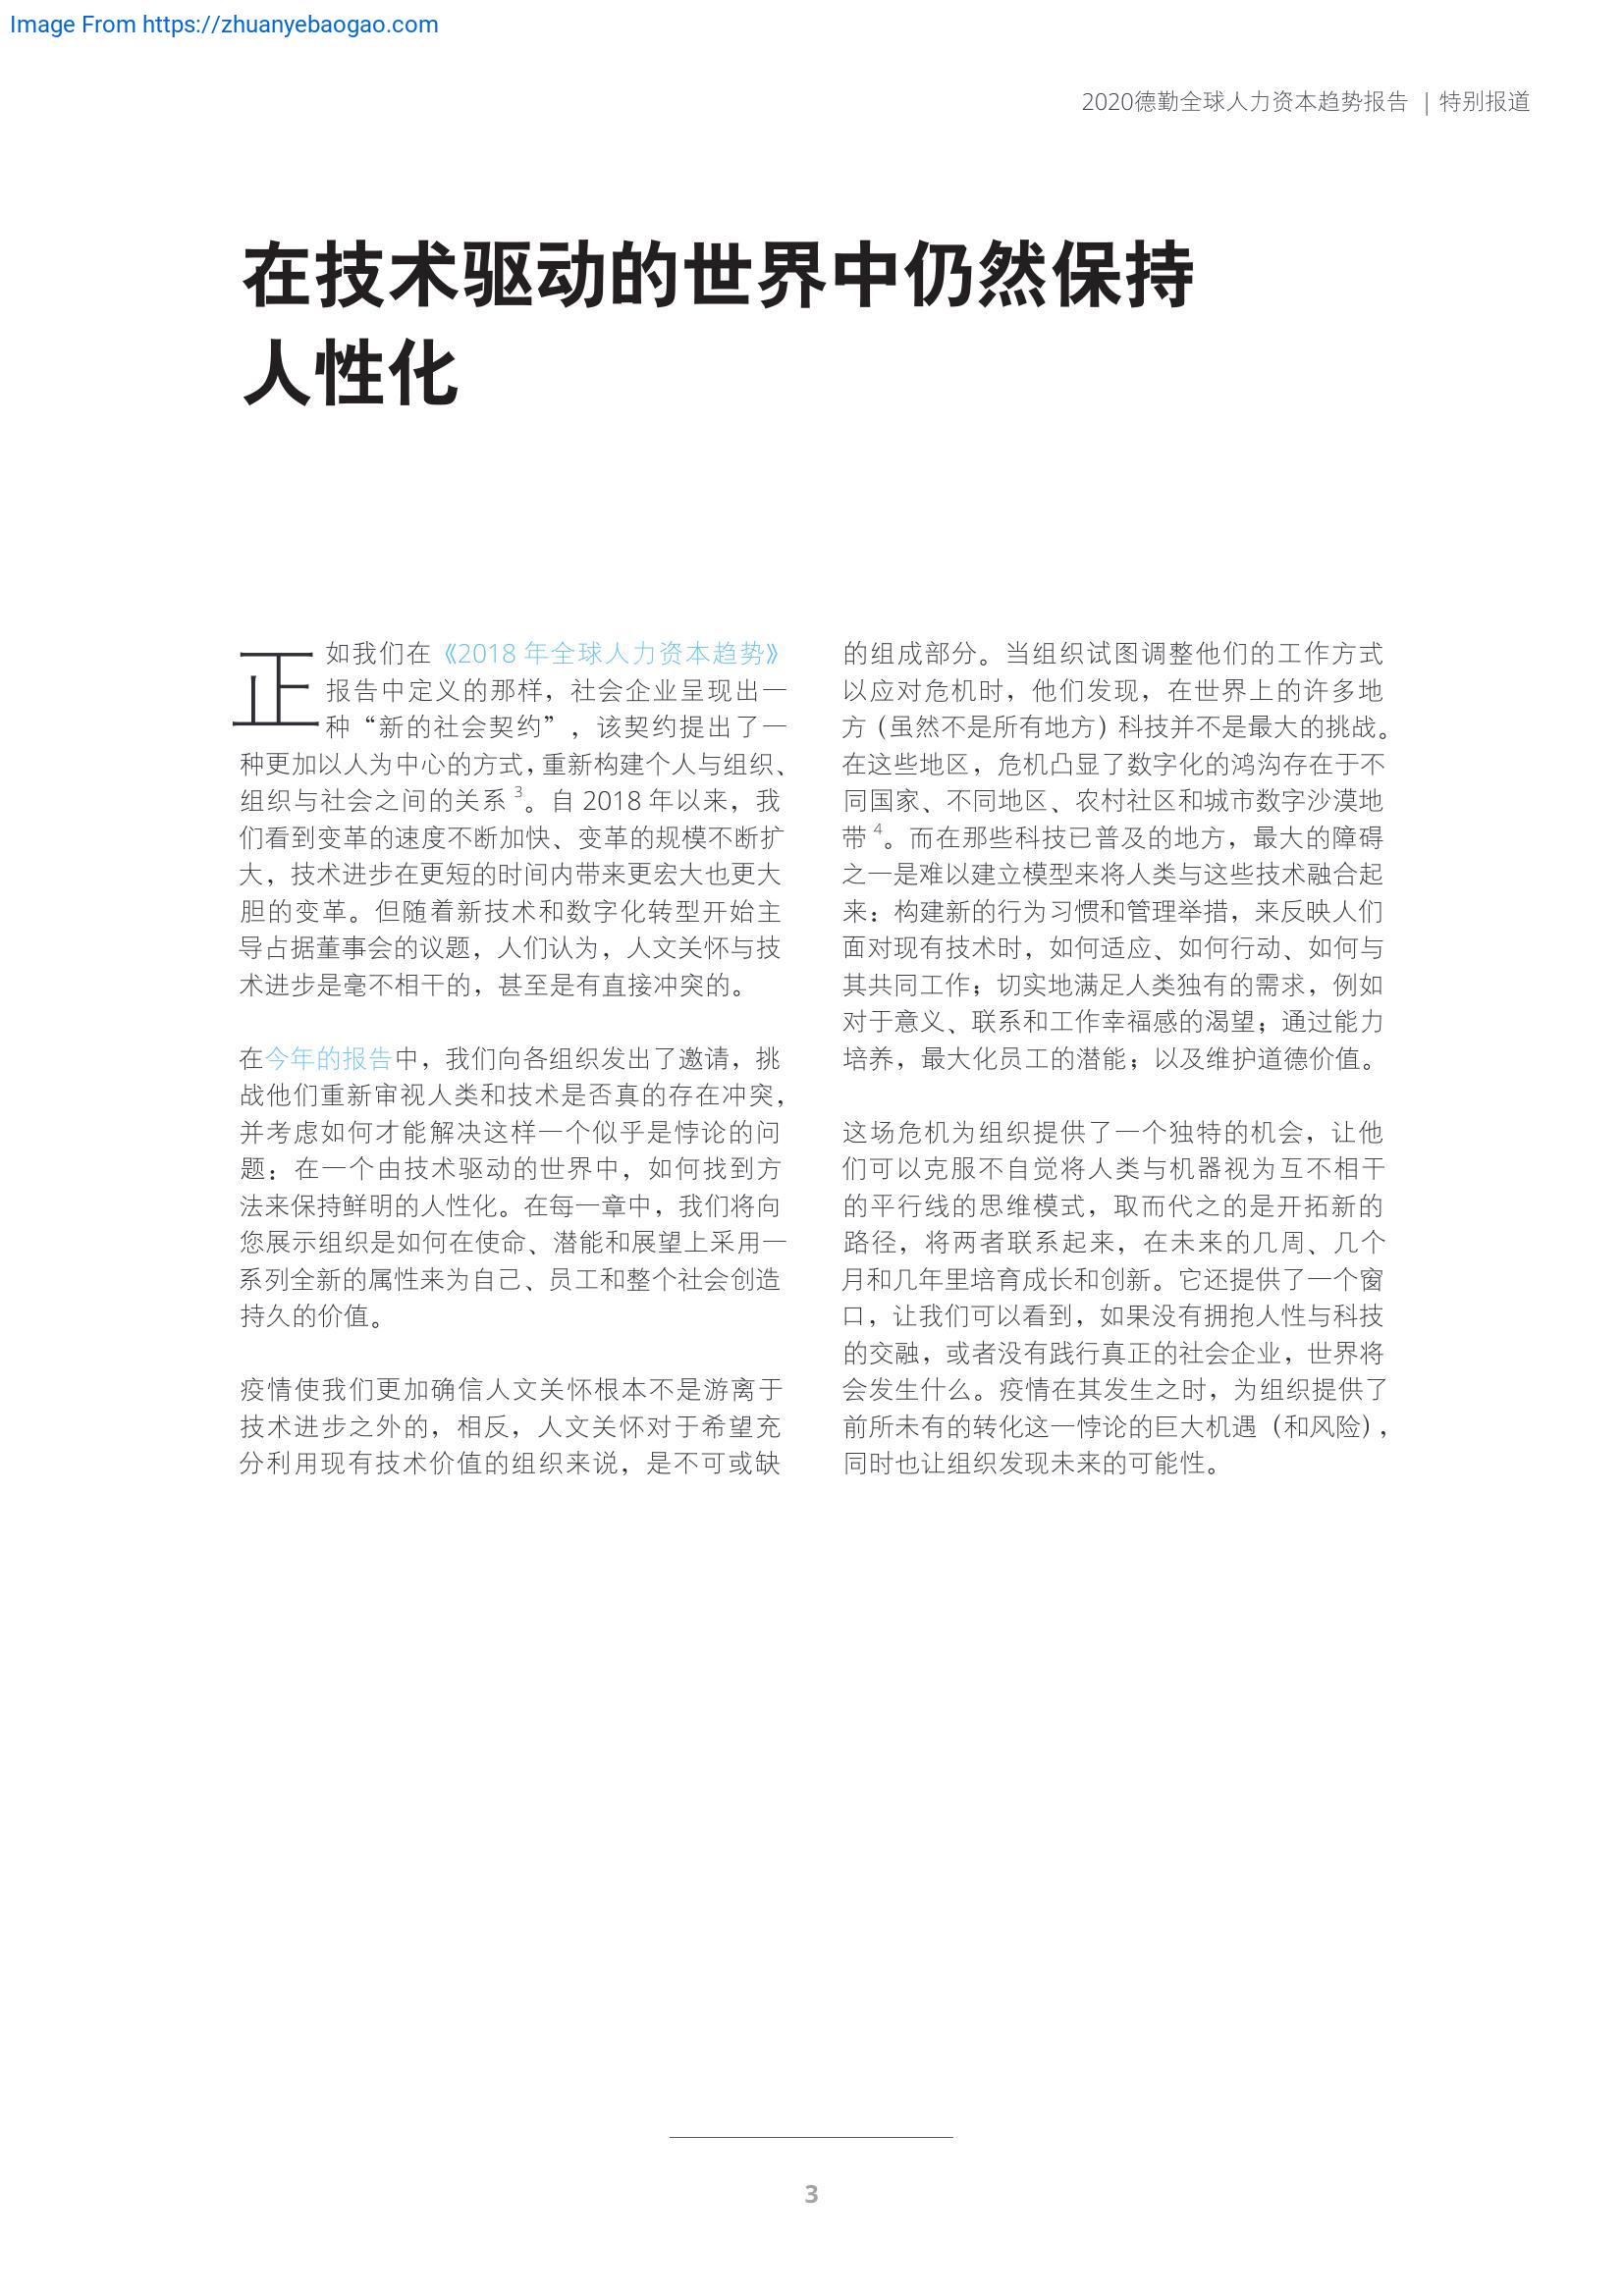 Image From https://zhuanyebaogao.com
2020德勤全球人力资本趋势报告 | 特别报道
在技术驱动的世界中仍然保持
人性化
正如我们在《2018 年全球人力资本趋势》
报告中定义的那样，社会企业呈现出一
种“新的社会契约”，该契约提出了一
种更加以人为中心的方式，重新构建个人与组织、
组织与社会之间的关系 3。自 2018 年以来，我
们看到变革的速度不断加快、变革的规模不断扩
大，技术进步在更短的时间内带来更宏大也更大
胆的变革。但随着新技术和数字化转型开始主
导占据董事会的议题，人们认为，人文关怀与技
术进步是毫不相干的，甚至是有直接冲突的。
在今年的报告中，我们向各组织发出了邀请，挑
战他们重新审视人类和技术是否真的存在冲突，
并考虑如何才能解决这样一个似乎是悖论的问
题：在一个由技术驱动的世界中，如何找到方
法来保持鲜明的人性化。在每一章中，我们将向
您展示组织是如何在使命、潜能和展望上采用一
系列全新的属性来为自己、员工和整个社会创造
持久的价值。
疫情使我们更加确信人文关怀根本不是游离于
技术进步之外的，相反，人文关怀对于希望充
分利用现有技术价值的组织来说，是不可或缺
的组成部分。当组织试图调整他们的工作方式
以应对危机时，他们发现，在世界上的许多地
方（虽然不是所有地方）科技并不是最大的挑战。
在这些地区，危机凸显了数字化的鸿沟存在于不
同国家、不同地区、农村社区和城市数字沙漠地
带 4。而在那些科技已普及的地方，最大的障碍
之一是难以建立模型来将人类与这些技术融合起
来：构建新的行为习惯和管理举措，来反映人们
面对现有技术时，如何适应、如何行动、如何与
其共同工作；切实地满足人类独有的需求，例如
对于意义、联系和工作幸福感的渴望；通过能力
培养，最大化员工的潜能；以及维护道德价值。
这场危机为组织提供了一个独特的机会，让他
们可以克服不自觉将人类与机器视为互不相干
的平行线的思维模式，取而代之的是开拓新的
路径，将两者联系起来，在未来的几周、几个
月和几年里培育成长和创新。它还提供了一个窗
口，让我们可以看到，如果没有拥抱人性与科技
的交融，或者没有践行真正的社会企业，世界将
会发生什么。疫情在其发生之时，为组织提供了
前所未有的转化这一悖论的巨大机遇（和风险），
同时也让组织发现未来的可能性。
3